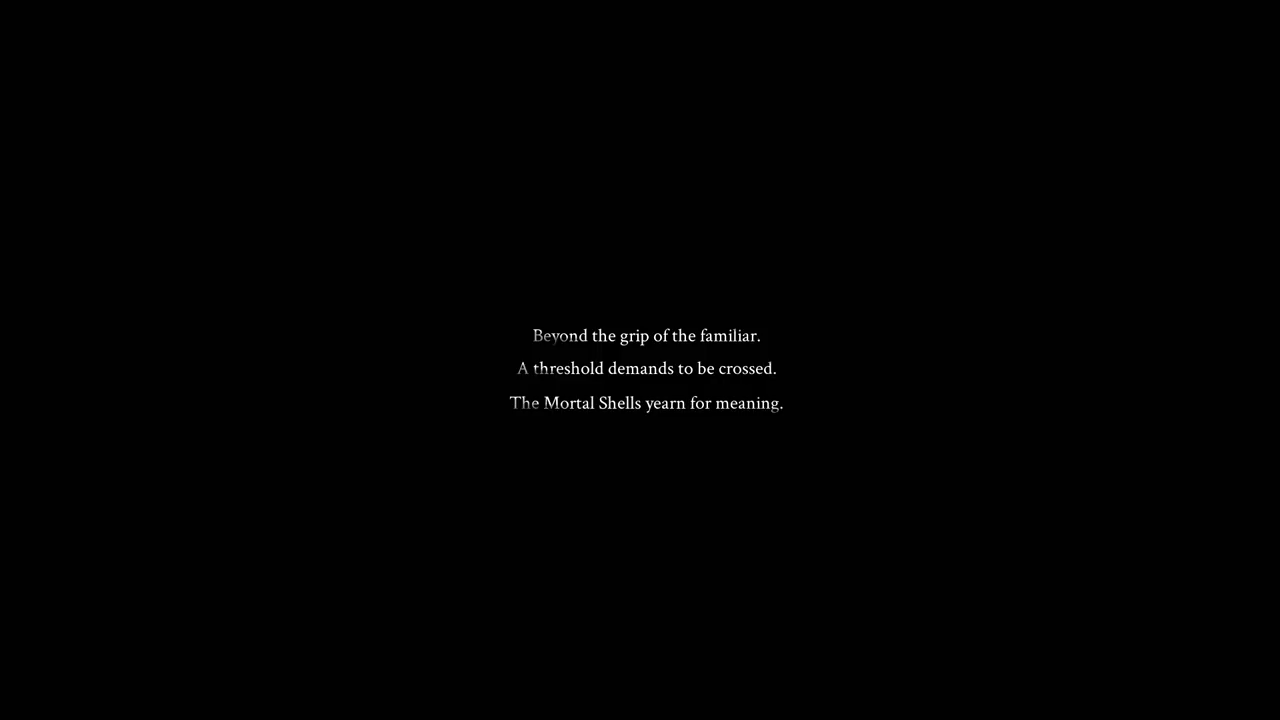 Beyond the grip of the familiar.
A threshold demands to be crossed.
The Mortal Shells yearn for meaning.